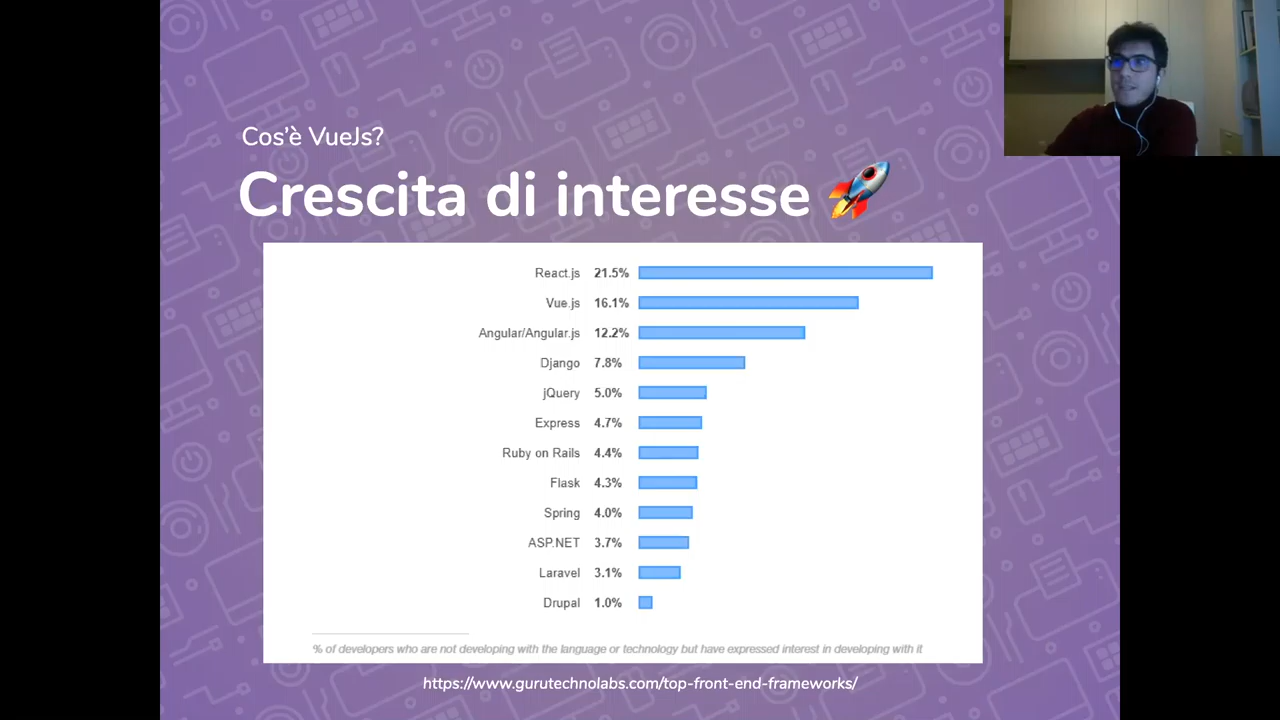 Cos'è VueJs?
Crescita di interesse
React.js 21.5%
Vue.js 16.1%
Angular/Angular.js 12.2%
Django 7.8%
jQuery 5.0%
Express 4.7%
Ruby on Rails 4.4%
Flask 4.3%
Spring 4.0%
ASP.NET 3.7%
Laravel 3.1%
Drupal 1.0%
% of developers who are not developing with the language or technology but have expressed interest in developing with it
https://www.gurutechnolabs.com/top-front-end-frameworks/